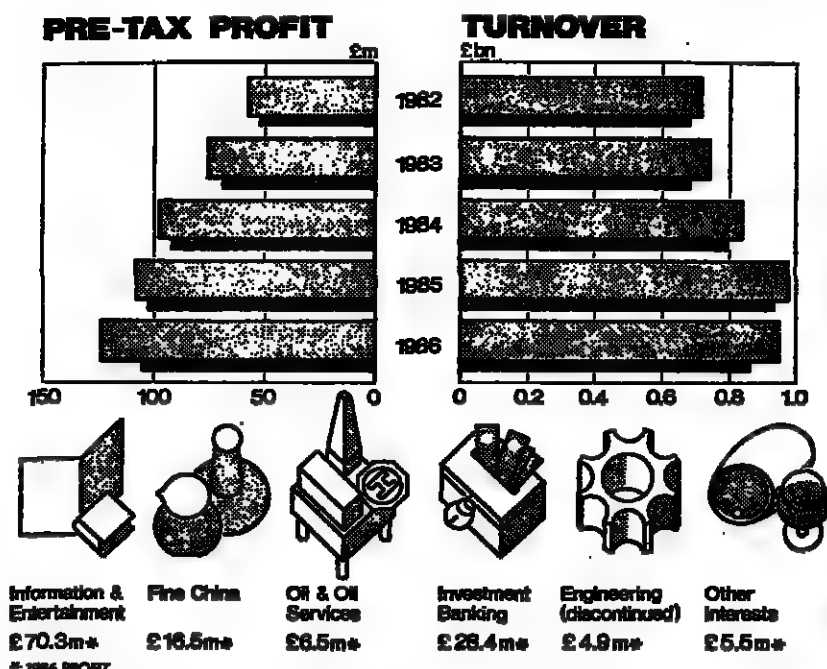 PRE-TAX PROFIT
£m
TURNOVER
£bn
1982
1983
1984
1985
1986
150 100 50 0
0 0.2 0.4 0.6 0.8 1.0
Information & Entertainment
£70.3m*
Fine China
£16.5m*
Oil & Oil Services
£6.5m*
Investment Banking
£26.4m*
Engineering (discontinued)
£4.9m*
Other Interests
£5.5m*
* 1986 PROFIT